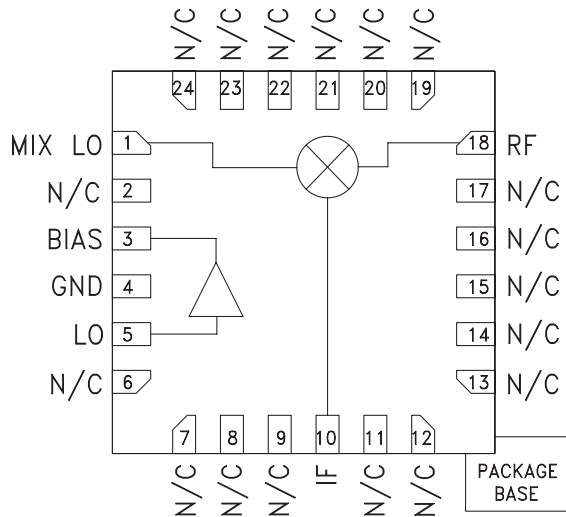 N/C N/C N/C N/C N/C N/C
24 23 22 21 20 19
MIX LO 1
18 RF
N/C 2
17 N/C
BIAS 3
16 N/C
GND 4
15 N/C
LO 5
14 N/C
N/C 6
13 N/C
7 8 9 10 11 12
N/C N/C N/C IF N/C N/C
PACKAGE
BASE